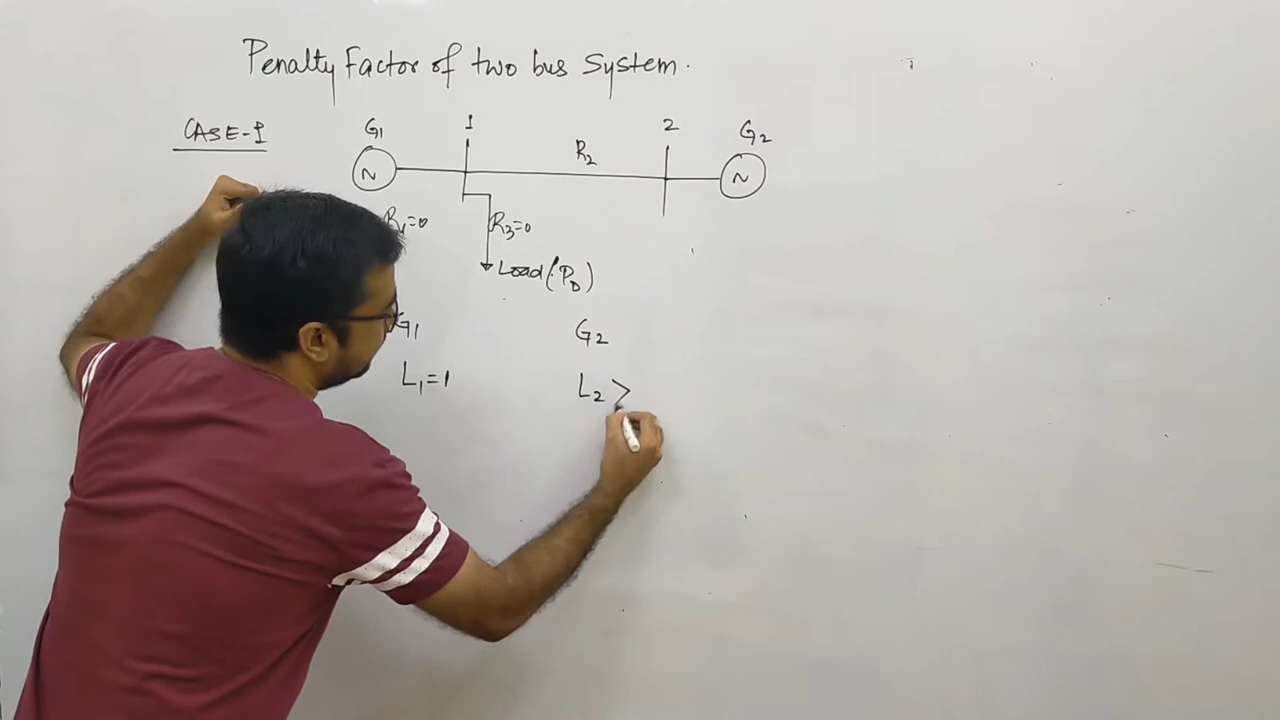 Penalty Factor of two bus System.
CASE-I
G1 1 2 G2
R2
~ ~
R1=0 R3=0
Load (PD)
G1 G2
L1=1 L2 >